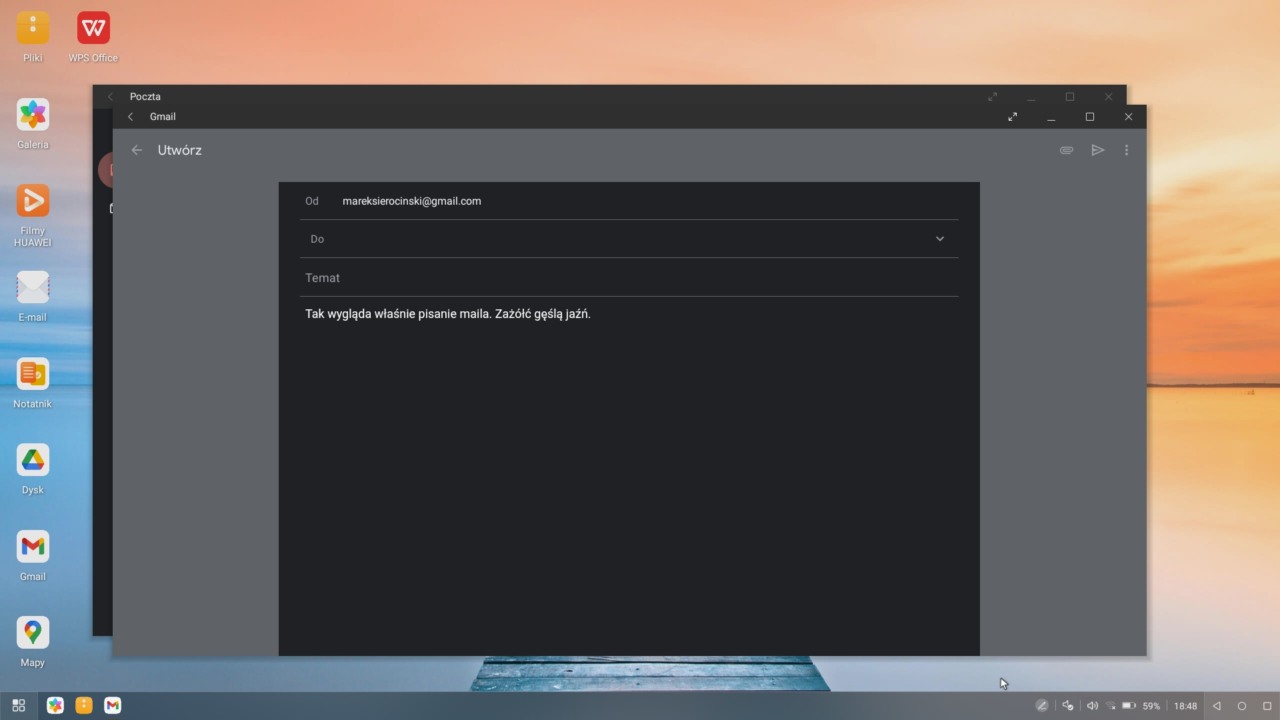 Pliki
WPS Office
Galeria
Filmy
HUAWEI
E-mail
Notatnik
Dysk
Gmail
Mapy
Poczta
Gmail
Utwórz
Od mareksierocinski@gmail.com
Do
Temat
Tak wygląda właśnie pisanie maila. Zażółć gęślą jaźń.
59% 18:48